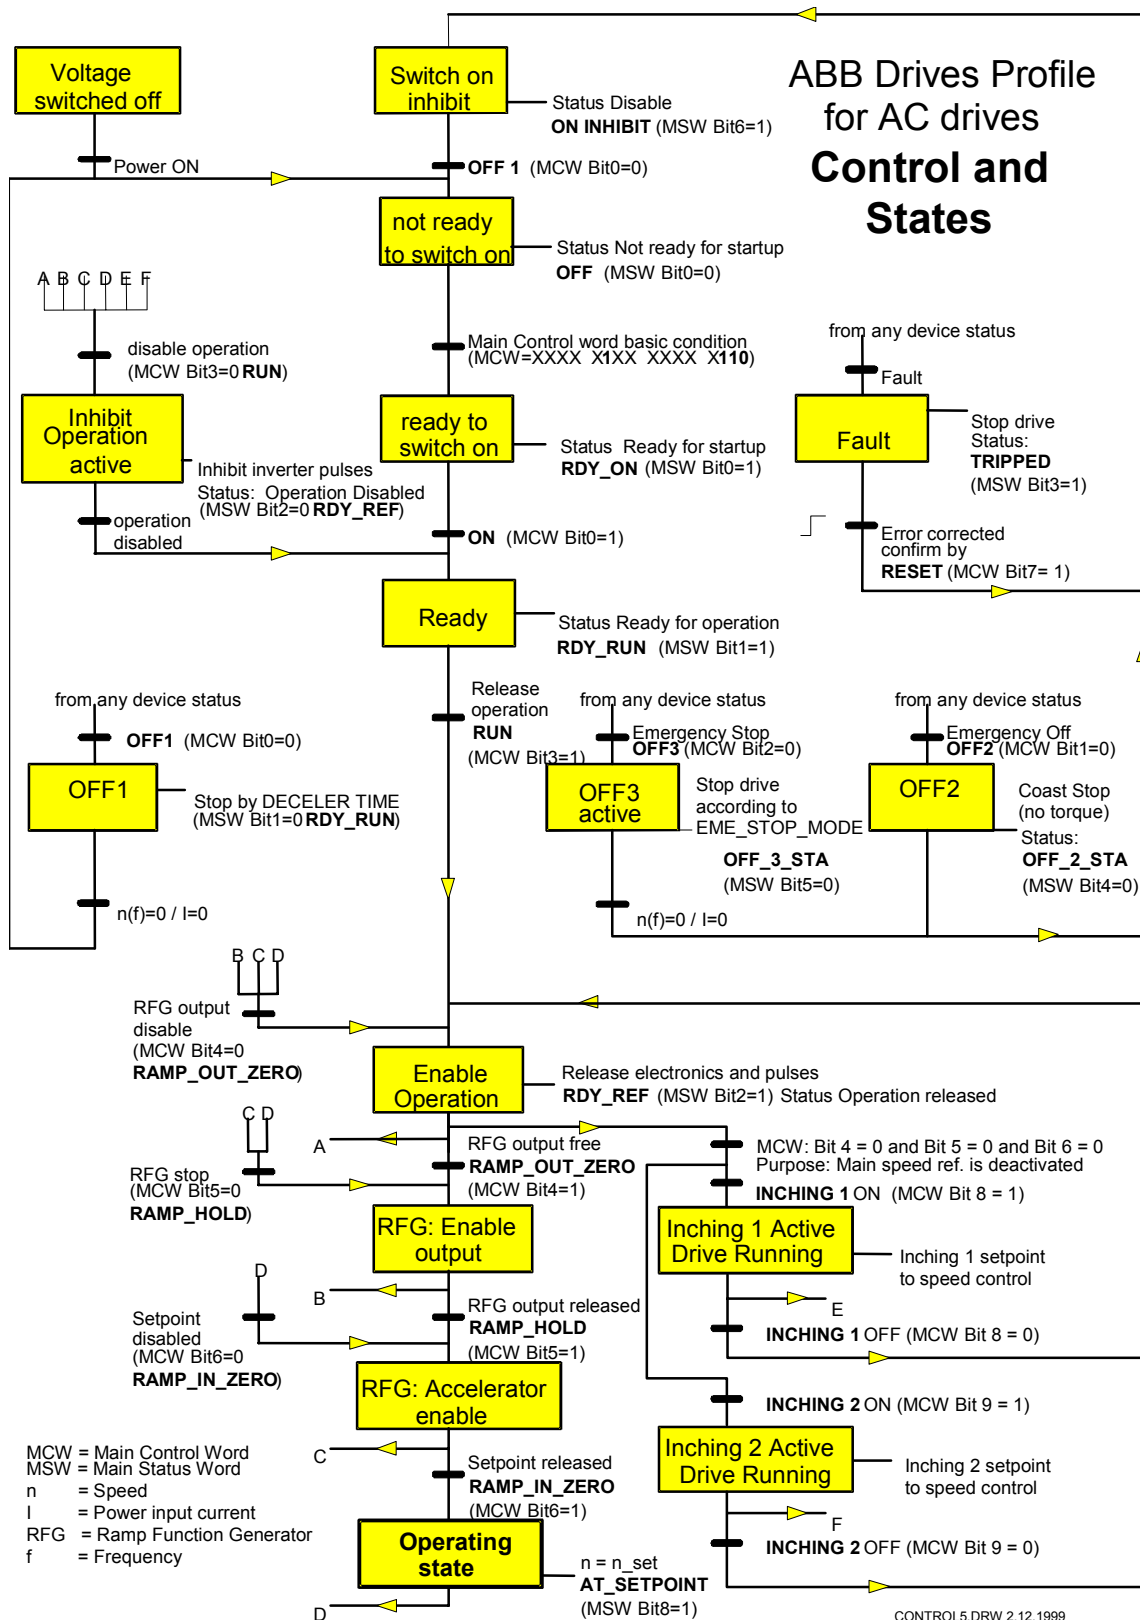 Voltage
switched off
Power ON
Switch on
inhibit
Status Disable
ON INHIBIT (MSW Bit6=1)
OFF 1 (MCW Bit0=0)
ABB Drives Profile
for AC drives
Control and
States
not ready
to switch on
Status Not ready for startup
OFF (MSW Bit0=0)
A B C D E F
disable operation
(MCW Bit3=0 RUN)
Main Control word basic condition
(MCW=XXXX X1XX XXXX X110)
from any device status
Fault
Inhibit
Operation
active
Inhibit inverter pulses
Status: Operation Disabled
(MSW Bit2=0 RDY_REF)
operation
disabled
ready to
switch on
Status Ready for startup
RDY_ON (MSW Bit0=1)
ON (MCW Bit0=1)
Fault
Stop drive
Status:
TRIPPED
(MSW Bit3=1)
Error corrected
confirm by
RESET (MCW Bit7= 1)
Ready
Status Ready for operation
RDY_RUN (MSW Bit1=1)
Release
operation
RUN
(MCW Bit3=1)
from any device status
OFF1 (MCW Bit0=0)
OFF1
Stop by DECELER TIME
(MSW Bit1=0 RDY_RUN)
n(f)=0 / I=0
from any device status
Emergency Stop
OFF3 (MCW Bit2=0)
OFF3
active
Stop drive
according to
EME_STOP_MODE
OFF_3_STA
(MSW Bit5=0)
n(f)=0 / I=0
from any device status
Emergency Off
OFF2 (MCW Bit1=0)
OFF2
Coast Stop
(no torque)
Status:
OFF_2_STA
(MSW Bit4=0)
B C D
RFG output
disable
(MCW Bit4=0
RAMP_OUT_ZERO)
Enable
Operation
Release electronics and pulses
RDY_REF (MSW Bit2=1) Status Operation released
A
C D
RFG stop
(MCW Bit5=0
RAMP_HOLD)
RFG output free
RAMP_OUT_ZERO
(MCW Bit4=1)
MCW: Bit 4 = 0 and Bit 5 = 0 and Bit 6 = 0
Purpose: Main speed ref. is deactivated
INCHING 1 ON (MCW Bit 8 = 1)
RFG: Enable
output
Inching 1 Active
Drive Running
Inching 1 setpoint
to speed control
E
INCHING 1 OFF (MCW Bit 8 = 0)
B
D
Setpoint
disabled
(MCW Bit6=0
RAMP_IN_ZERO)
RFG output released
RAMP_HOLD
(MCW Bit5=1)
RFG: Accelerator
enable
INCHING 2 ON (MCW Bit 9 = 1)
Inching 2 Active
Drive Running
Inching 2 setpoint
to speed control
F
INCHING 2 OFF (MCW Bit 9 = 0)
C
Setpoint released
RAMP_IN_ZERO
(MCW Bit6=1)
MCW = Main Control Word
MSW = Main Status Word
n = Speed
I = Power input current
RFG = Ramp Function Generator
f = Frequency
Operating
state
n = n_set
AT_SETPOINT
(MSW Bit8=1)
D
CONTROL5.DRW 2.12.1999